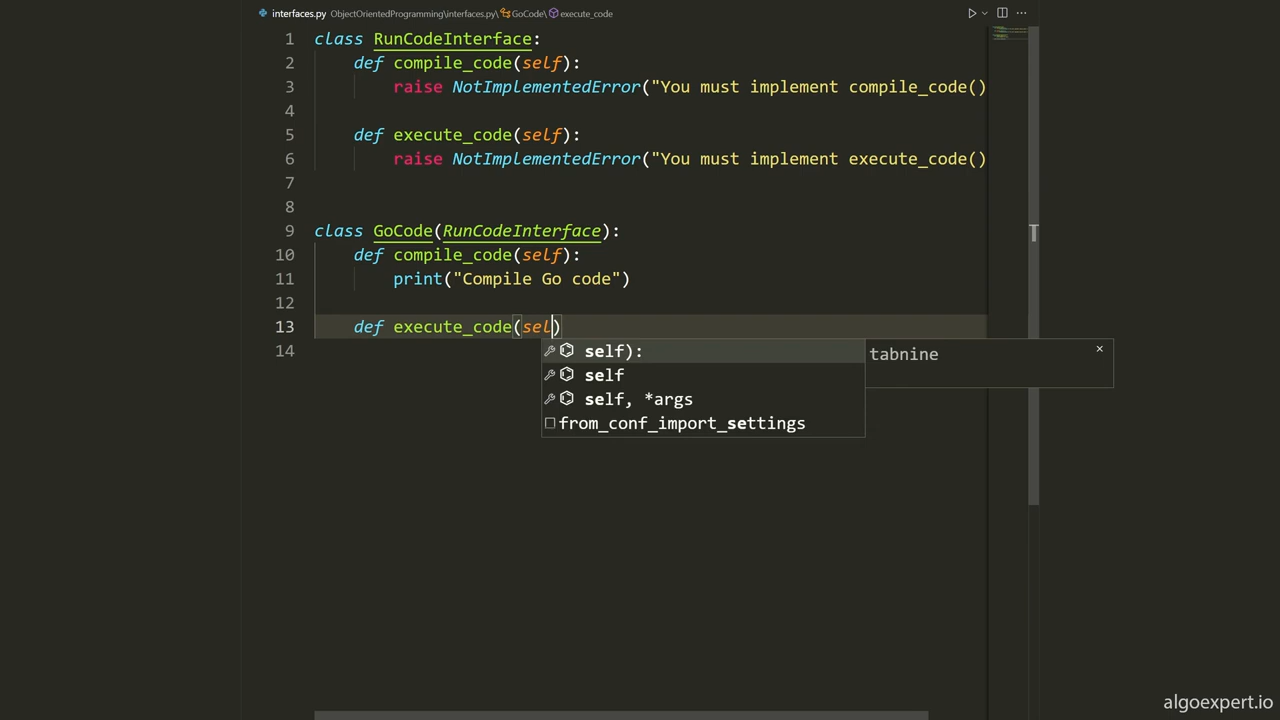 interfaces.py ObjectOrientedProgramming\interfaces.py\GoCode\execute_code
1 class RunCodeInterface:
2 def compile_code(self):
3 raise NotImplementedError("You must implement compile_code()
4
5 def execute_code(self):
6 raise NotImplementedError("You must implement execute_code()
7
8
9 class GoCode(RunCodeInterface):
10 def compile_code(self):
11 print("Compile Go code")
12
13 def execute_code(sel)
14
self): tabnine
self
self, *args
from_conf_import_settings
algoexpert.io